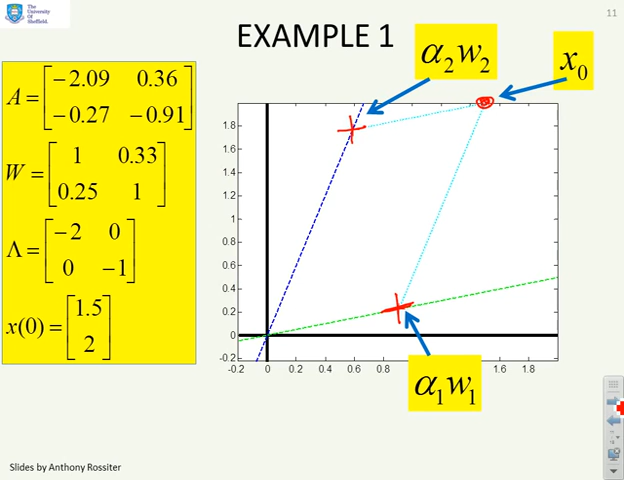 The
University
Of
Sheffield.
11
EXAMPLE 1
A = [-2.09 0.36
-0.27 -0.91]
W = [1 0.33
0.25 1]
Λ = [-2 0
0 -1]
x(0) = [1.5
2]
α₂w₂
x₀
α₁w₁
1.8
1.6
1.4
1.2
1
0.8
0.6
0.4
0.2
0
-0.2
-0.2 0 0.2 0.4 0.6 0.8 1.6 1.8
Slides by Anthony Rossiter